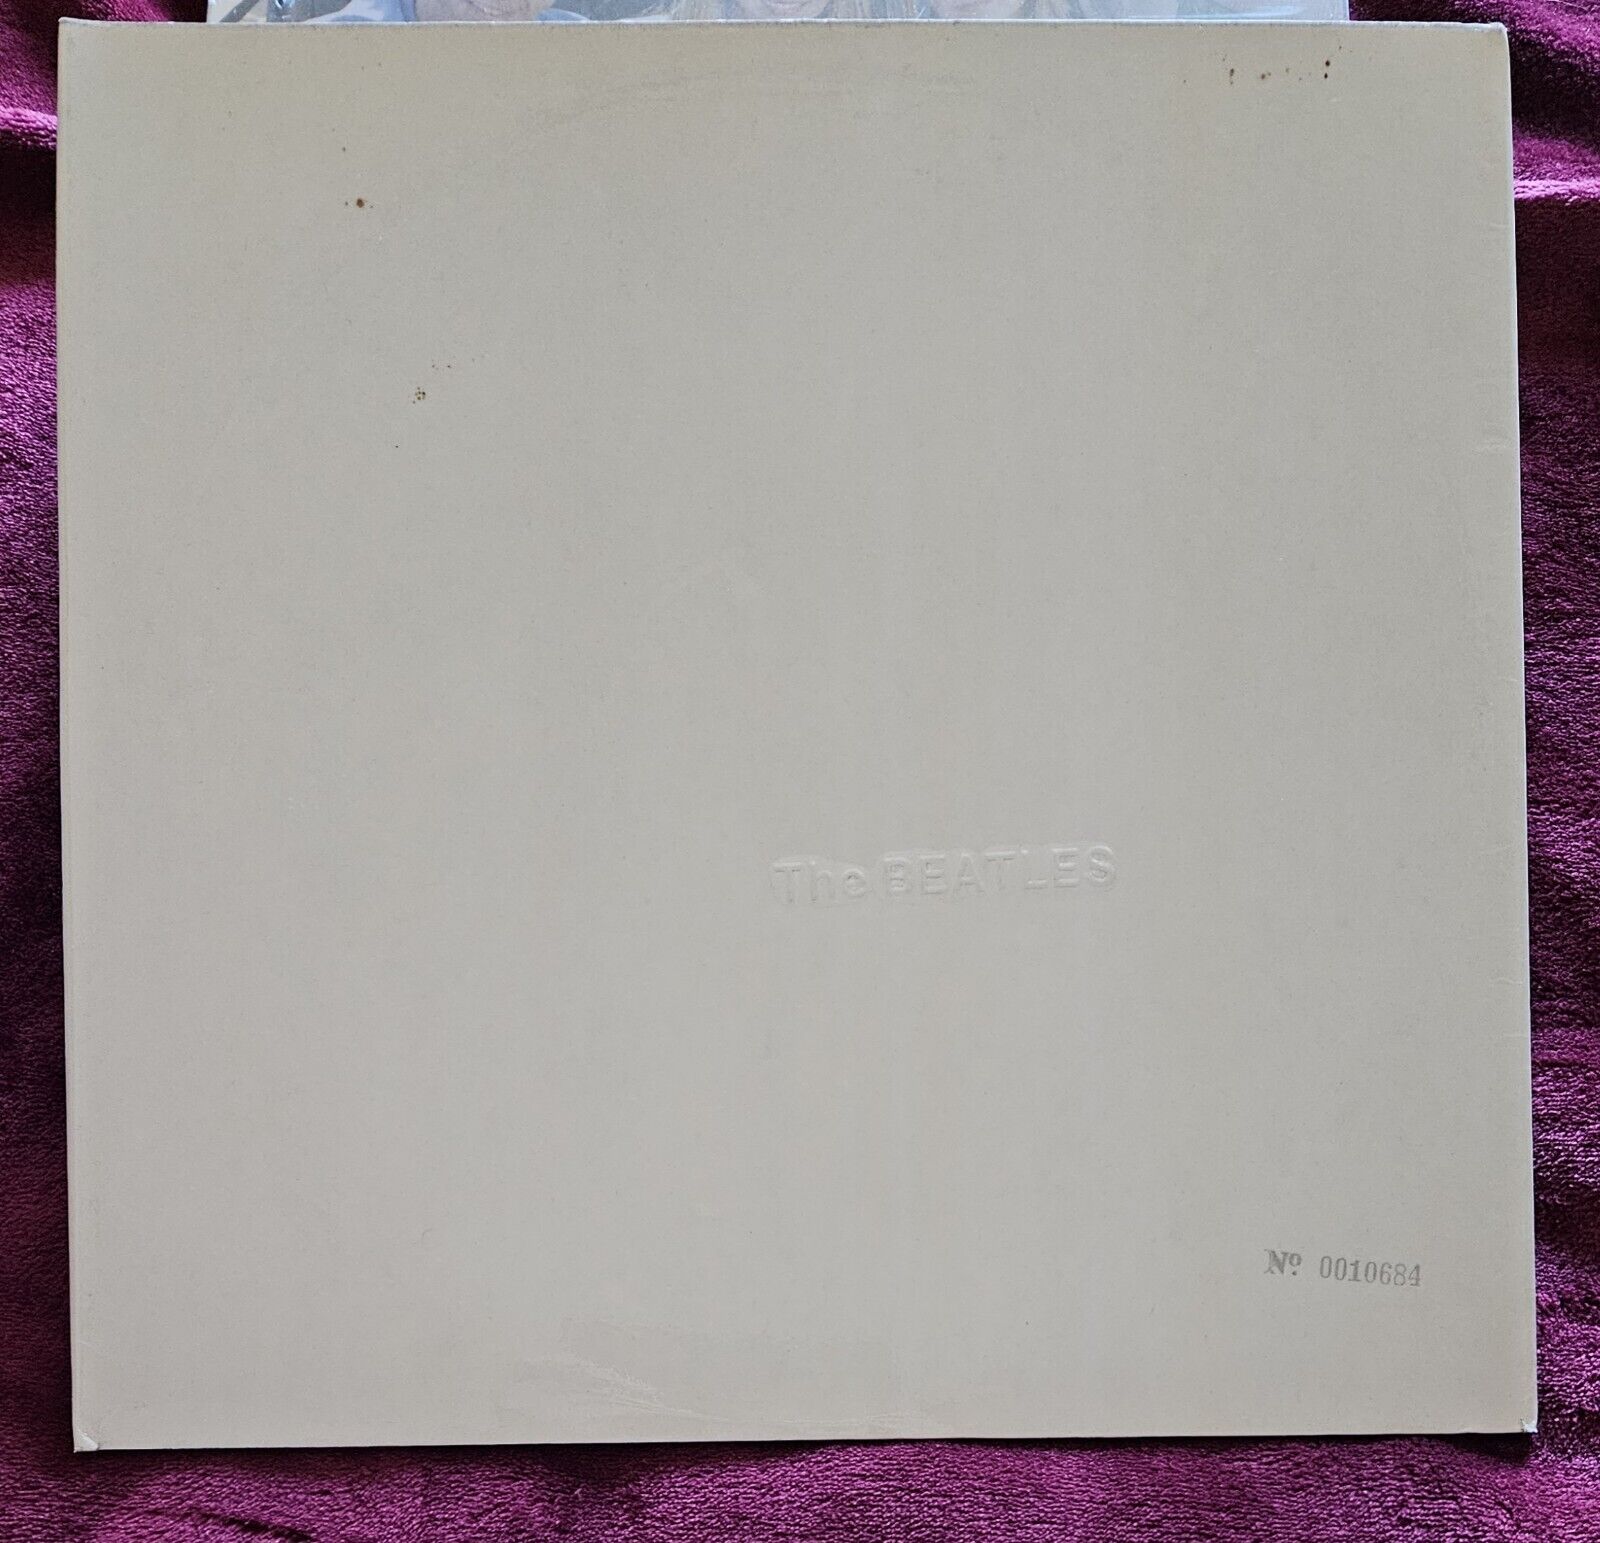 The BEATLES
Nº 0010684